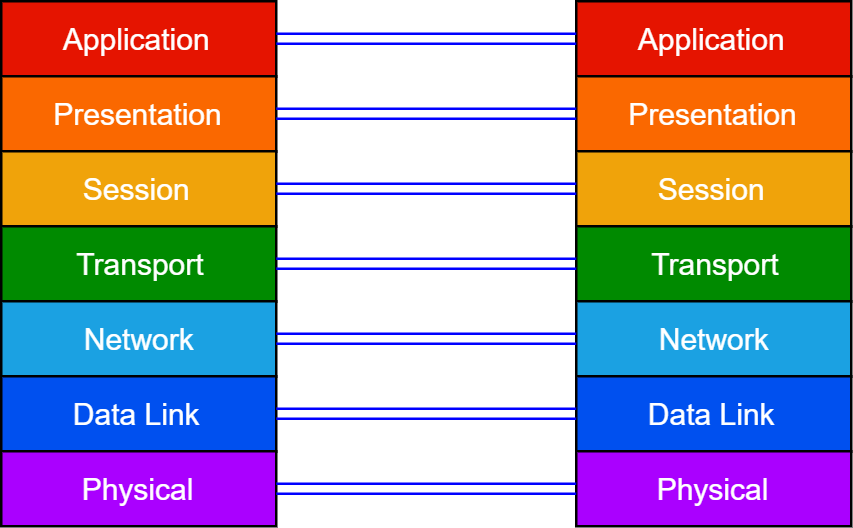 Application
Application
Presentation
Presentation
Session
Session
Transport
Transport
Network
Network
Data Link
Data Link
Physical
Physical